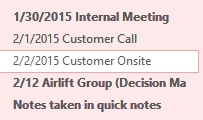 1/30/2015 Internal Meeting
2/1/2015 Customer Call
2/2/2015 Customer Onsite
2/12 Airlift Group (Decision Ma
Notes taken in quick notes